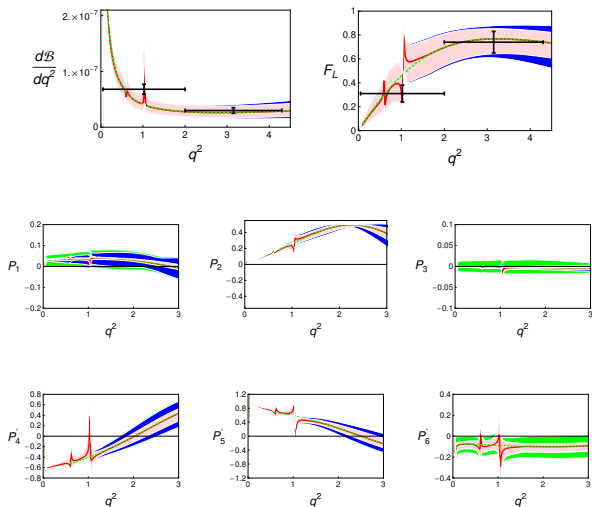 dℬ
dq²
2.×10⁻⁷
1.×10⁻⁷
0
0 1 2 3 4
q²
F_L
1.
0.8
0.6
0.4
0.2
0
0 1 2 3 4
q²
P₁
0.2
0.1
0
−0.1
−0.2
0 1 2 3
q²
P₂
0.4
0.2
0
−0.2
−0.4
0 1 2 3
q²
P₃
0.1
0.05
0
−0.05
−0.1
0 1 2 3
q²
P₄′
0.8
0.6
0.4
0.2
0
−0.2
−0.4
−0.6
−0.8
0 1 2 3
q²
P₅′
1.2
0.8
0.4
0
−0.4
−0.8
−1.2
0 1 2 3
q²
P₆′
0.4
0.2
0
−0.2
−0.4
0 1 2 3
q²